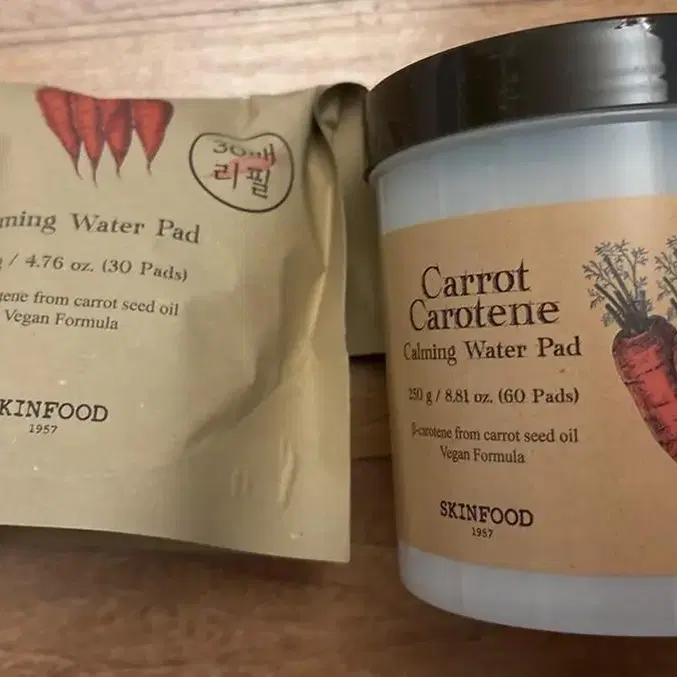 30매
리필
ming Water Pad
/ 4.76 oz. (30 Pads)
ene from carrot seed oil
Vegan Formula
KINFOOD
1957
Carrot
Carotene
Calming Water Pad
250 g / 8.81 oz. (60 Pads)
β-carotene from carrot seed oil
Vegan Formula
SKINFOOD
1957